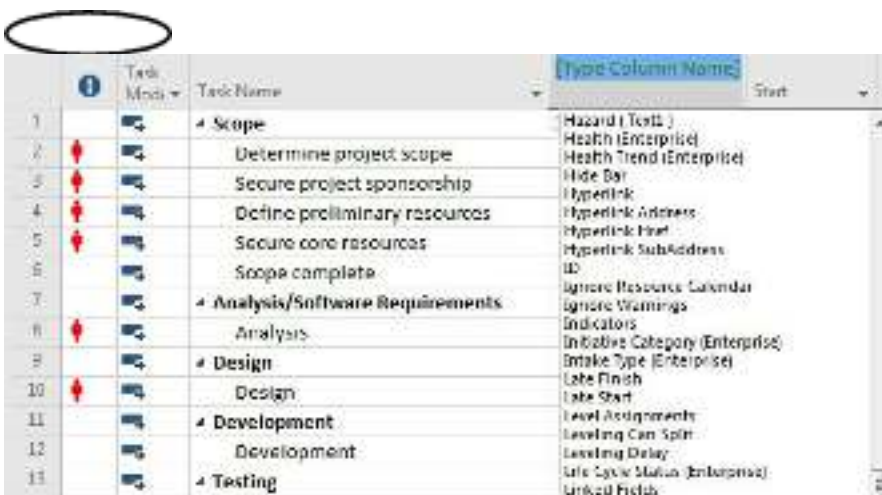 Task
Mode
Task Name
[Type Column Name]
Start
1 Scope
2 Determine project scope
3 Secure project sponsorship
4 Define preliminary resources
5 Secure core resources
6 Scope complete
7 Analysis/Software Requirements
8 Analysis
9 Design
10 Design
11 Development
12 Development
13 Testing
Hazard (Text1)
Health (Enterprise)
Health Trend (Enterprise)
Hide Bar
Hyperlink
Hyperlink Address
Hyperlink Href
Hyperlink SubAddress
ID
Ignore Resource Calendar
Ignore Warnings
Indicators
Initiative Category (Enterprise)
Intake Type (Enterprise)
Late Finish
Late Start
Level Assignments
Leveling Can Split
Leveling Delay
Life Cycle Status (Enterprise)
Linked Fields